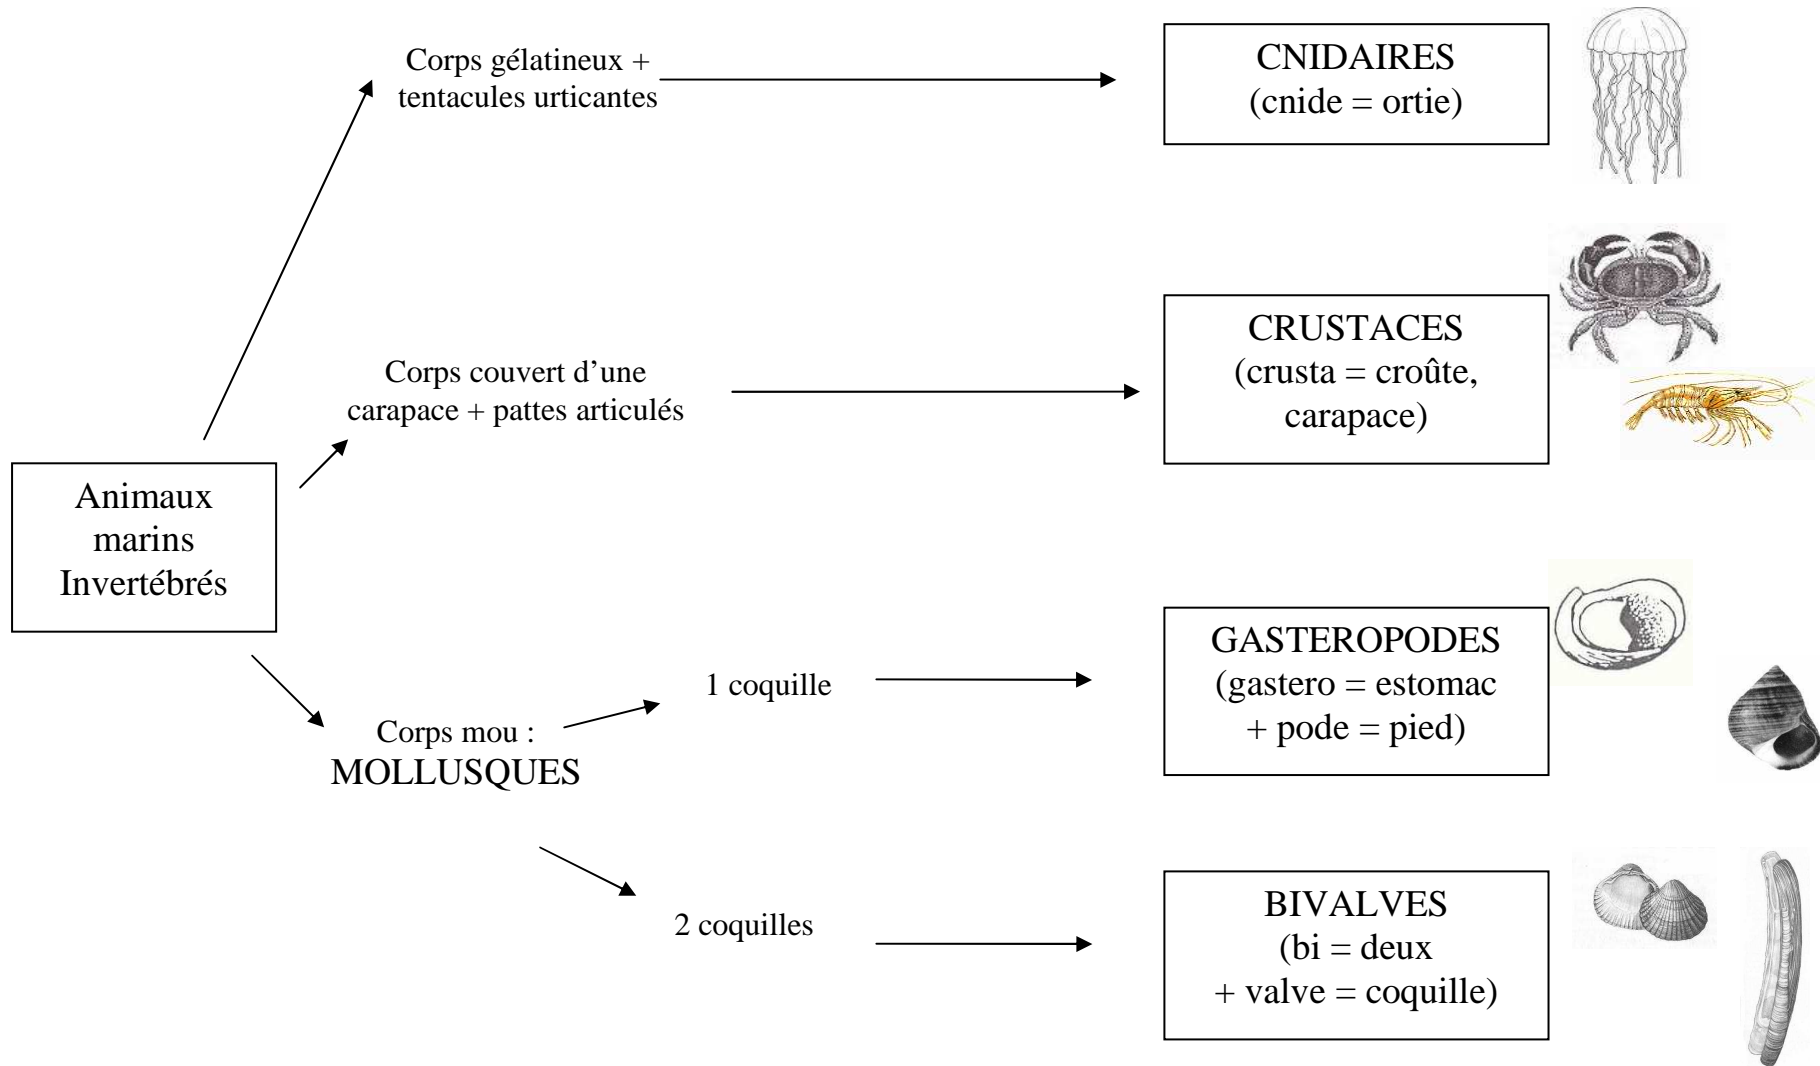 Corps gélatineux +
tentacules urticantes
CNIDAIRES
(cnide = ortie)
Corps couvert d’une
carapace + pattes articulés
CRUSTACES
(crusta = croûte,
carapace)
Animaux
marins
Invertébrés
Corps mou :
MOLLUSQUES
1 coquille
GASTEROPODES
(gastero = estomac
+ pode = pied)
2 coquilles
BIVALVES
(bi = deux
+ valve = coquille)